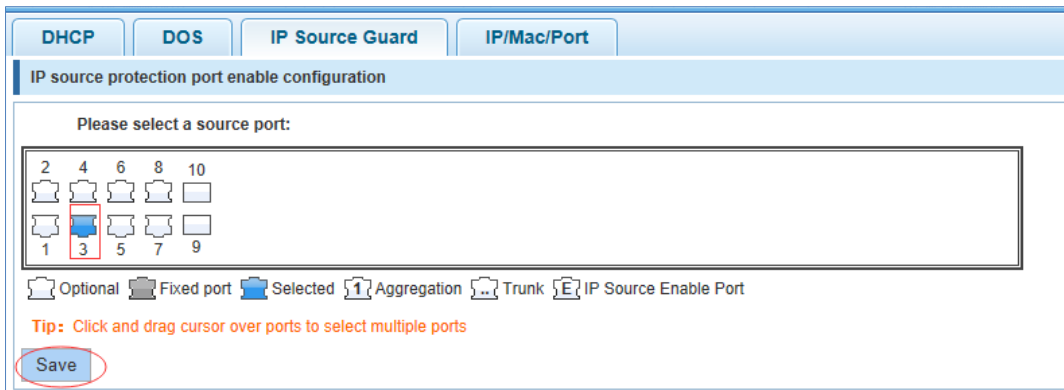 DHCP DOS IP Source Guard IP/Mac/Port
IP source protection port enable configuration
Please select a source port:
2 4 6 8 10
1 3 5 7 9
Optional Fixed port Selected 1 Aggregation .. Trunk E IP Source Enable Port
Tip: Click and drag cursor over ports to select multiple ports
Save